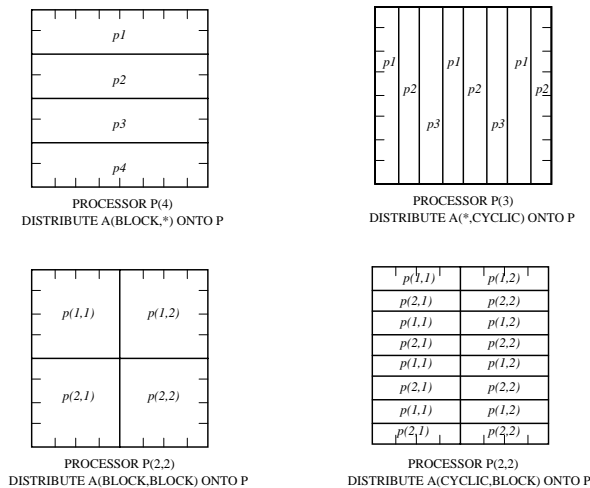 p1
p2
p3
p4
PROCESSOR P(4)
DISTRIBUTE A(BLOCK,*) ONTO P
p1 p1 p1
p2 p2 p2
p3 p3
PROCESSOR P(3)
DISTRIBUTE A(*,CYCLIC) ONTO P
p(1,1) p(1,2)
p(2,1) p(2,2)
PROCESSOR P(2,2)
DISTRIBUTE A(BLOCK,BLOCK) ONTO P
p(1,1) p(1,2)
p(2,1) p(2,2)
p(1,1) p(1,2)
p(2,1) p(2,2)
p(1,1) p(1,2)
p(2,1) p(2,2)
p(1,1) p(1,2)
p(2,1) p(2,2)
PROCESSOR P(2,2)
DISTRIBUTE A(CYCLIC,BLOCK) ONTO P